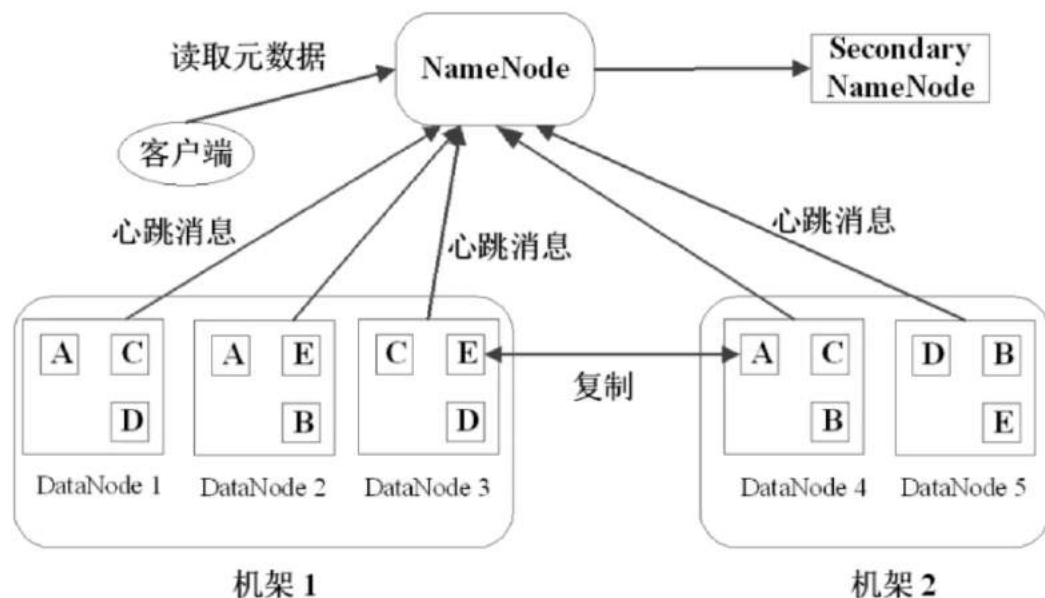 读取元数据
NameNode
Secondary
NameNode
客户端
心跳消息
心跳消息
心跳消息
A C
D
A E
B
C E
D
复制
A C
B
D B
E
DataNode 1
DataNode 2
DataNode 3
DataNode 4
DataNode 5
机架 1
机架 2